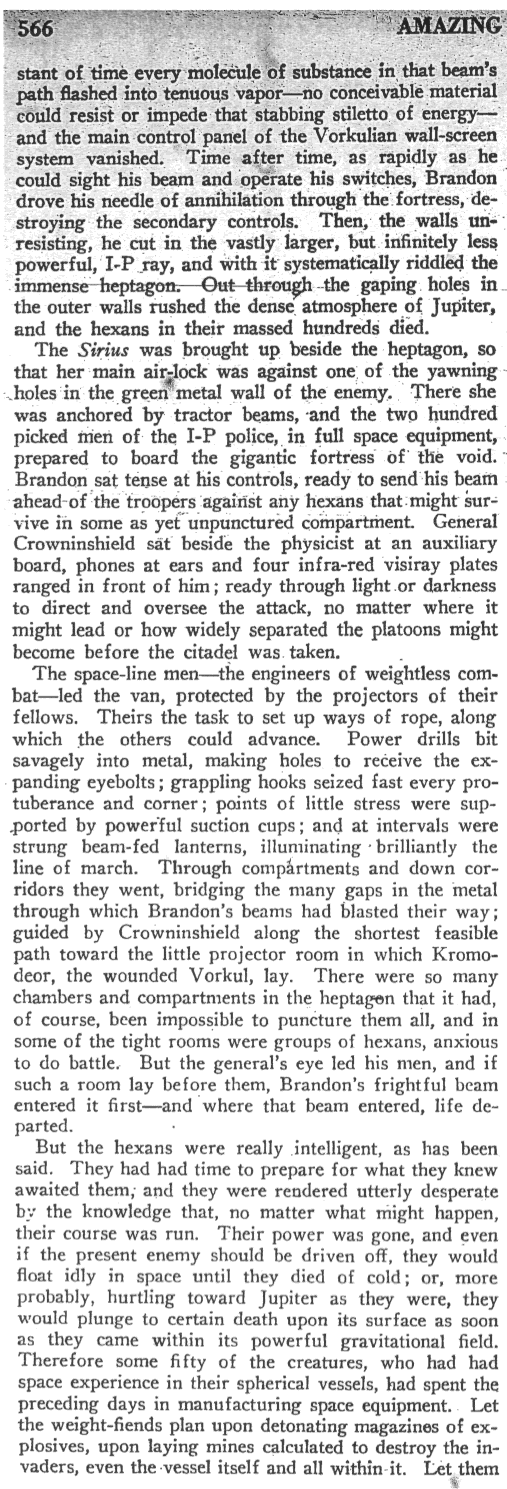 566 AMAZING
stant of time every molecule of substance in that beam's
path flashed into tenuous vapor—no conceivable material
could resist or impede that stabbing stiletto of energy—
and the main control panel of the Vorkulian wall-screen
system vanished. Time after time, as rapidly as he
could sight his beam and operate his switches, Brandon
drove his needle of annihilation through the fortress, de-
stroying the secondary controls. Then, the walls un-
resisting, he cut in the vastly larger, but infinitely less
powerful, I-P ray, and with it systematically riddled the
immense heptagon. Out through the gaping holes in
the outer walls rushed the dense atmosphere of Jupiter,
and the hexans in their massed hundreds died.
The Sirius was brought up beside the heptagon, so
that her main air-lock was against one of the yawning
holes in the green metal wall of the enemy. There she
was anchored by tractor beams, and the two hundred
picked men of the I-P police, in full space equipment,
prepared to board the gigantic fortress of the void.
Brandon sat tense at his controls, ready to send his beam
ahead of the troopers against any hexans that might sur-
vive in some as yet unpunctured compartment. General
Crowninshield sat beside the physicist at an auxiliary
board, phones at ears and four infra-red visiray plates
ranged in front of him; ready through light or darkness
to direct and oversee the attack, no matter where it
might lead or how widely separated the platoons might
become before the citadel was taken.
The space-line men—the engineers of weightless com-
bat—led the van, protected by the projectors of their
fellows. Theirs the task to set up ways of rope, along
which the others could advance. Power drills bit
savagely into metal, making holes to receive the ex-
panding eyebolts; grappling hooks seized fast every pro-
tuberance and corner; points of little stress were sup-
ported by powerful suction cups; and at intervals were
strung beam-fed lanterns, illuminating brilliantly the
line of march. Through compartments and down cor-
ridors they went, bridging the many gaps in the metal
through which Brandon's beams had blasted their way;
guided by Crowninshield along the shortest feasible
path toward the little projector room in which Kromo-
deor, the wounded Vorkul, lay. There were so many
chambers and compartments in the heptagon that it had,
of course, been impossible to puncture them all, and in
some of the tight rooms were groups of hexans, anxious
to do battle. But the general's eye led his men, and if
such a room lay before them, Brandon's frightful beam
entered it first—and where that beam entered, life de-
parted.
But the hexans were really intelligent, as has been
said. They had had time to prepare for what they knew
awaited them, and they were rendered utterly desperate
by the knowledge that, no matter what might happen,
their course was run. Their power was gone, and even
if the present enemy should be driven off, they would
float idly in space until they died of cold; or, more
probably, hurtling toward Jupiter as they were, they
would plunge to certain death upon its surface as soon
as they came within its powerful gravitational field.
Therefore some fifty of the creatures, who had had
space experience in their spherical vessels, had spent the
preceding days in manufacturing space equipment. Let
the weight-fiends plan upon detonating magazines of ex-
plosives, upon laying mines calculated to destroy the in-
vaders, even the vessel itself and all within it. Let them